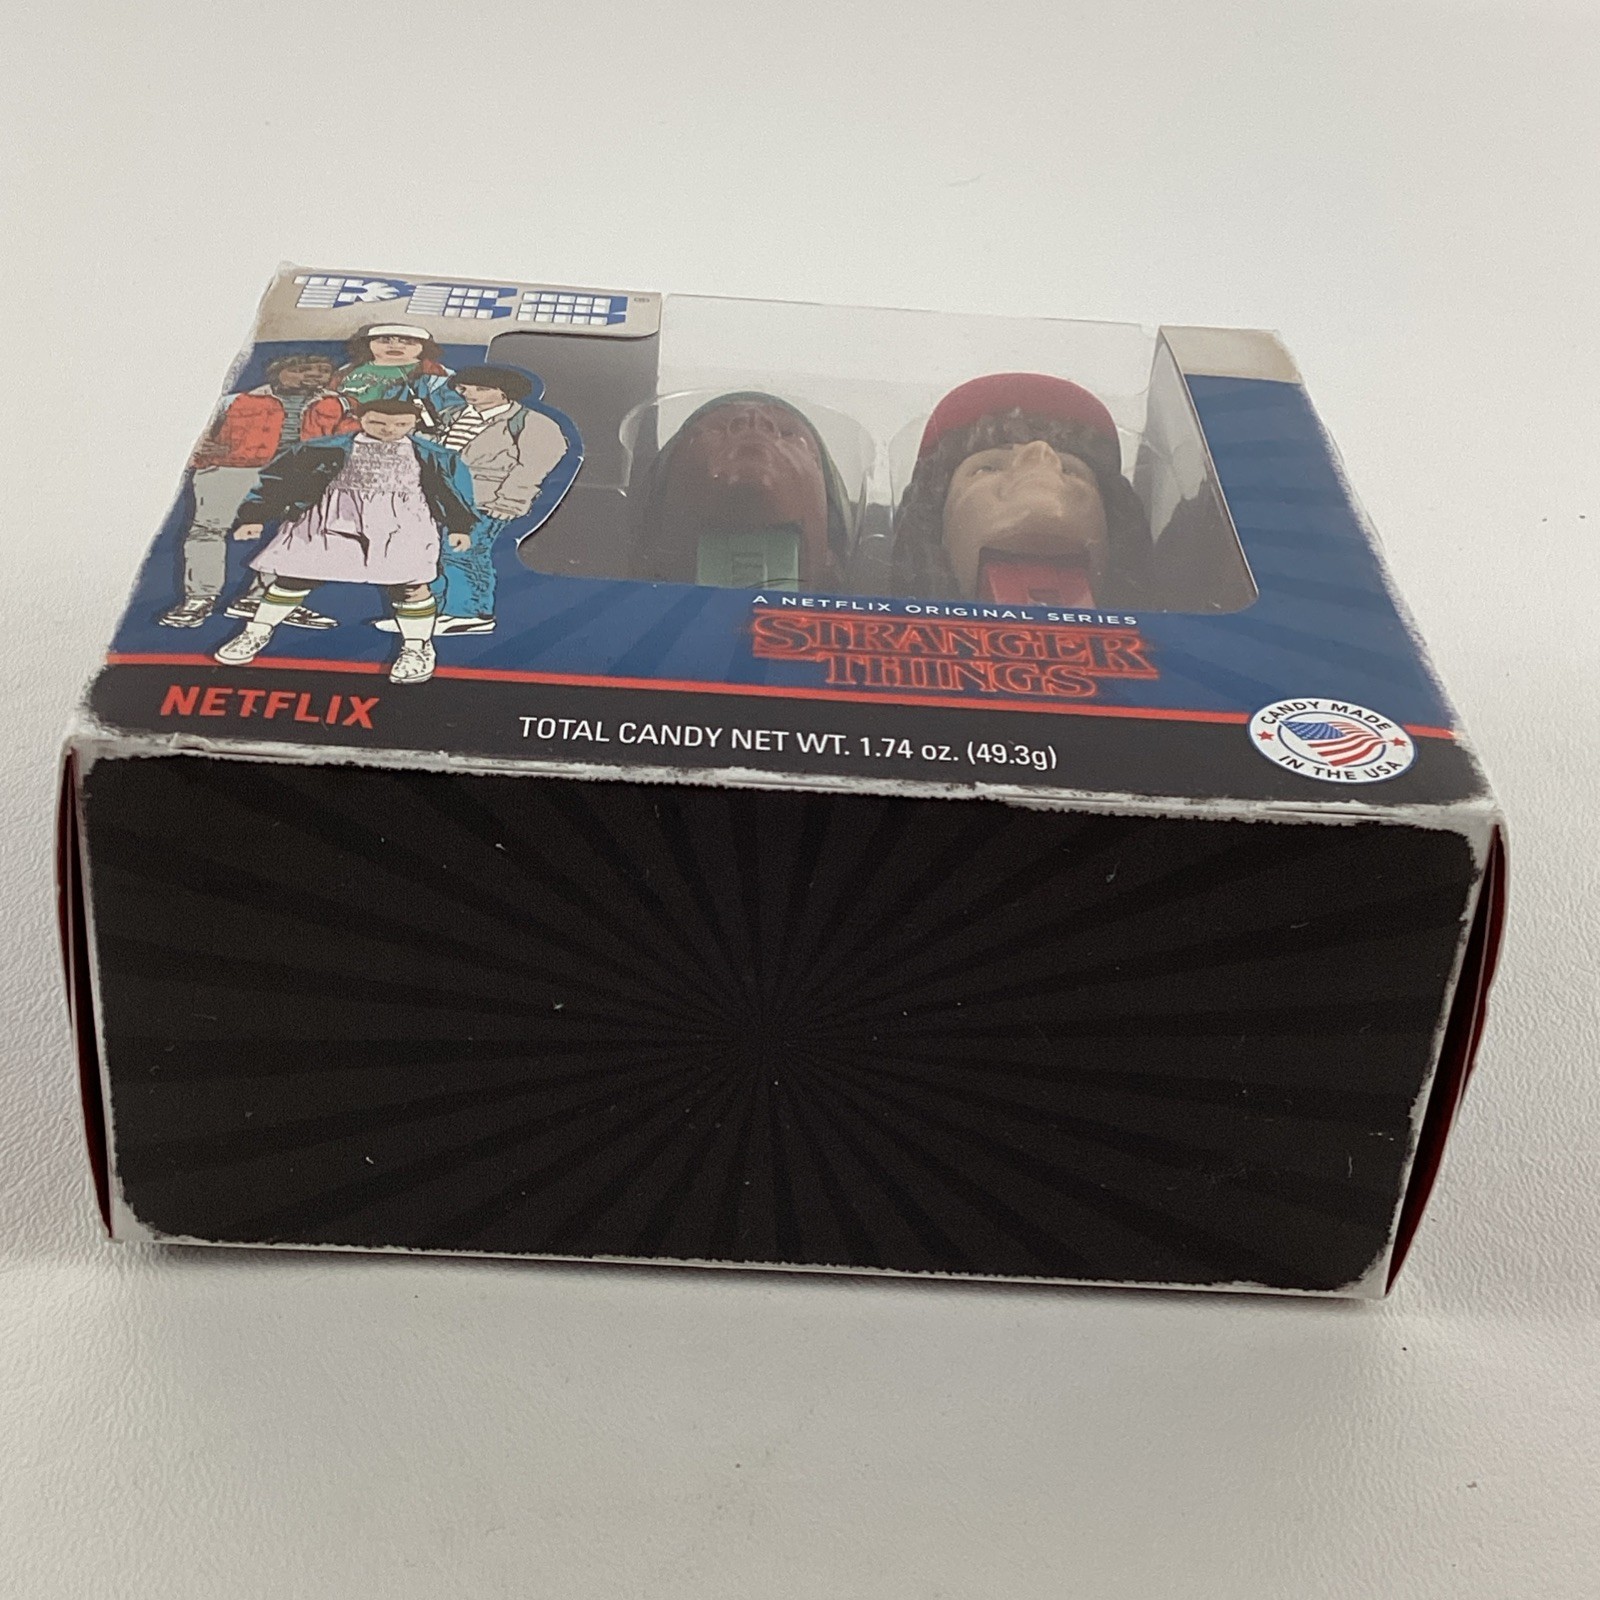 PEZ®
A NETFLIX ORIGINAL SERIES
STRANGER
THINGS
NETFLIX
TOTAL CANDY NET WT. 1.74 oz. (49.3g)
CANDY MADE
IN THE USA